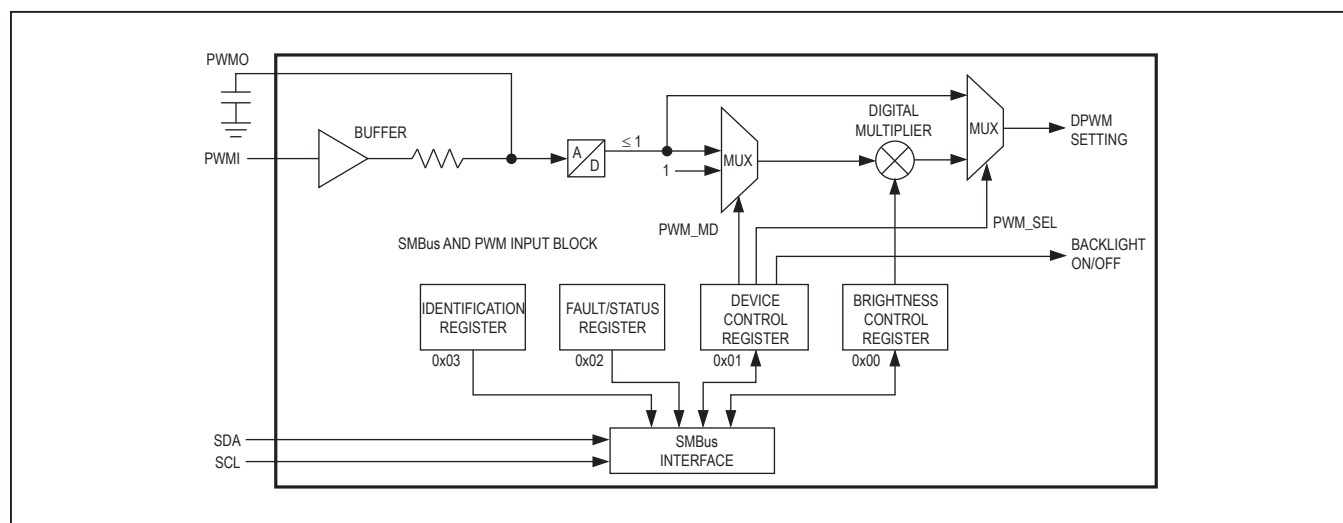 PWMO
BUFFER
PWMI
A
D
≤ 1
1
MUX
DIGITAL
MULTIPLIER
MUX
DPWM
SETTING
PWM_MD
PWM_SEL
SMBus AND PWM INPUT BLOCK
BACKLIGHT
ON/OFF
IDENTIFICATION
REGISTER
0x03
FAULT/STATUS
REGISTER
0x02
DEVICE
CONTROL
REGISTER
0x01
BRIGHTNESS
CONTROL
REGISTER
0x00
SDA
SCL
SMBus
INTERFACE